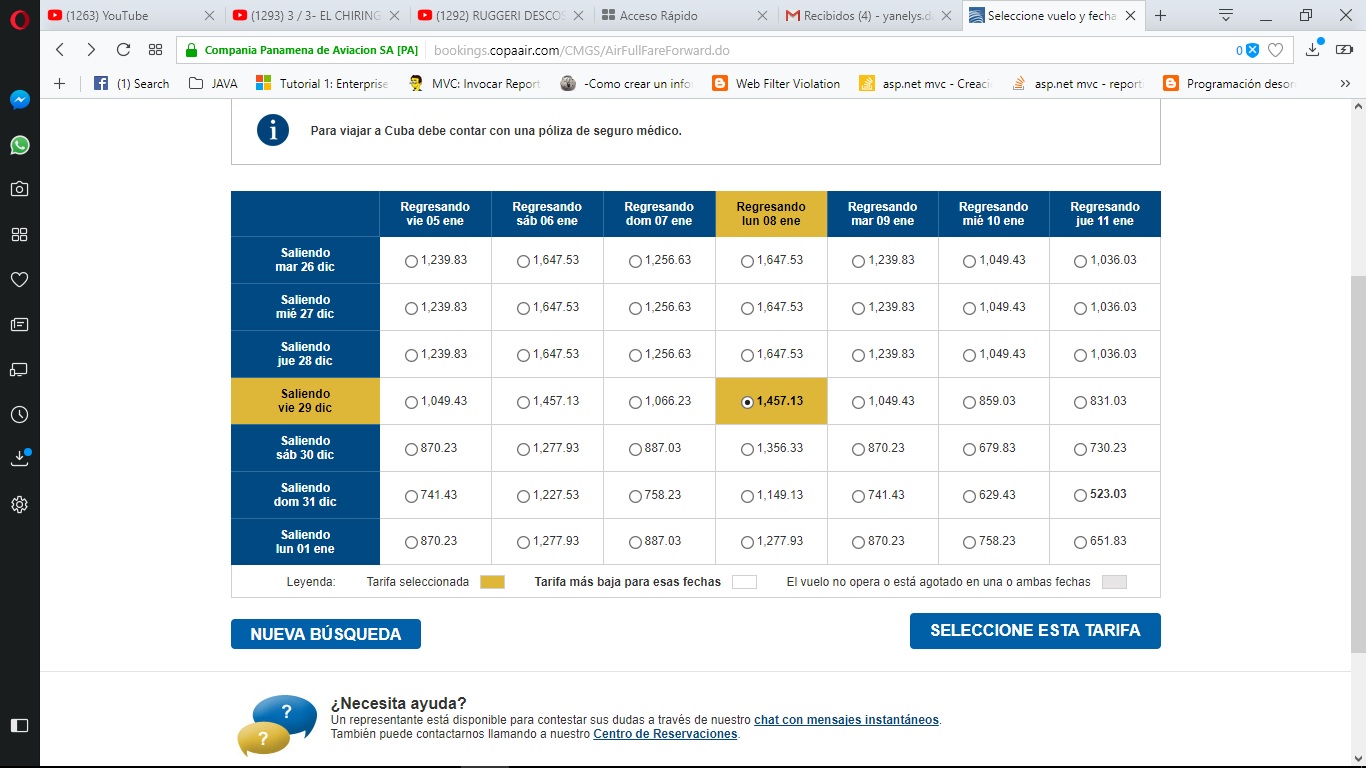 (1263) YouTube
(1293) 3 / 3- EL CHIRING
(1292) RUGGERI DESCOS
Acceso Rápido
Recibidos (4) - yanelys.d
Seleccione vuelo y fecha
Compania Panamena de Aviacion SA [PA]
bookings.copaair.com/CMGS/AirFullFareForward.do
0
(1) Search
JAVA
Tutorial 1: Enterprise
MVC: Invocar Report
-Como crear un info
Web Filter Violation
asp.net mvc - Creaci
asp.net mvc - report
Programación desor
Para viajar a Cuba debe contar con una póliza de seguro médico.
Regresando vie 05 ene
Regresando sáb 06 ene
Regresando dom 07 ene
Regresando lun 08 ene
Regresando mar 09 ene
Regresando mié 10 ene
Regresando jue 11 ene
Saliendo mar 26 dic
1,239.83 1,647.53 1,256.63 1,647.53 1,239.83 1,049.43 1,036.03
Saliendo mié 27 dic
1,239.83 1,647.53 1,256.63 1,647.53 1,239.83 1,049.43 1,036.03
Saliendo jue 28 dic
1,239.83 1,647.53 1,256.63 1,647.53 1,239.83 1,049.43 1,036.03
Saliendo vie 29 dic
1,049.43 1,457.13 1,066.23 1,457.13 1,049.43 859.03 831.03
Saliendo sáb 30 dic
870.23 1,277.93 887.03 1,356.33 870.23 679.83 730.23
Saliendo dom 31 dic
741.43 1,227.53 758.23 1,149.13 741.43 629.43 523.03
Saliendo lun 01 ene
870.23 1,277.93 887.03 1,277.93 870.23 758.23 651.83
Leyenda: Tarifa seleccionada Tarifa más baja para esas fechas El vuelo no opera o está agotado en una o ambas fechas
NUEVA BÚSQUEDA
SELECCIONE ESTA TARIFA
¿Necesita ayuda?
Un representante está disponible para contestar sus dudas a través de nuestro chat con mensajes instantáneos.
También puede contactarnos llamando a nuestro Centro de Reservaciones.